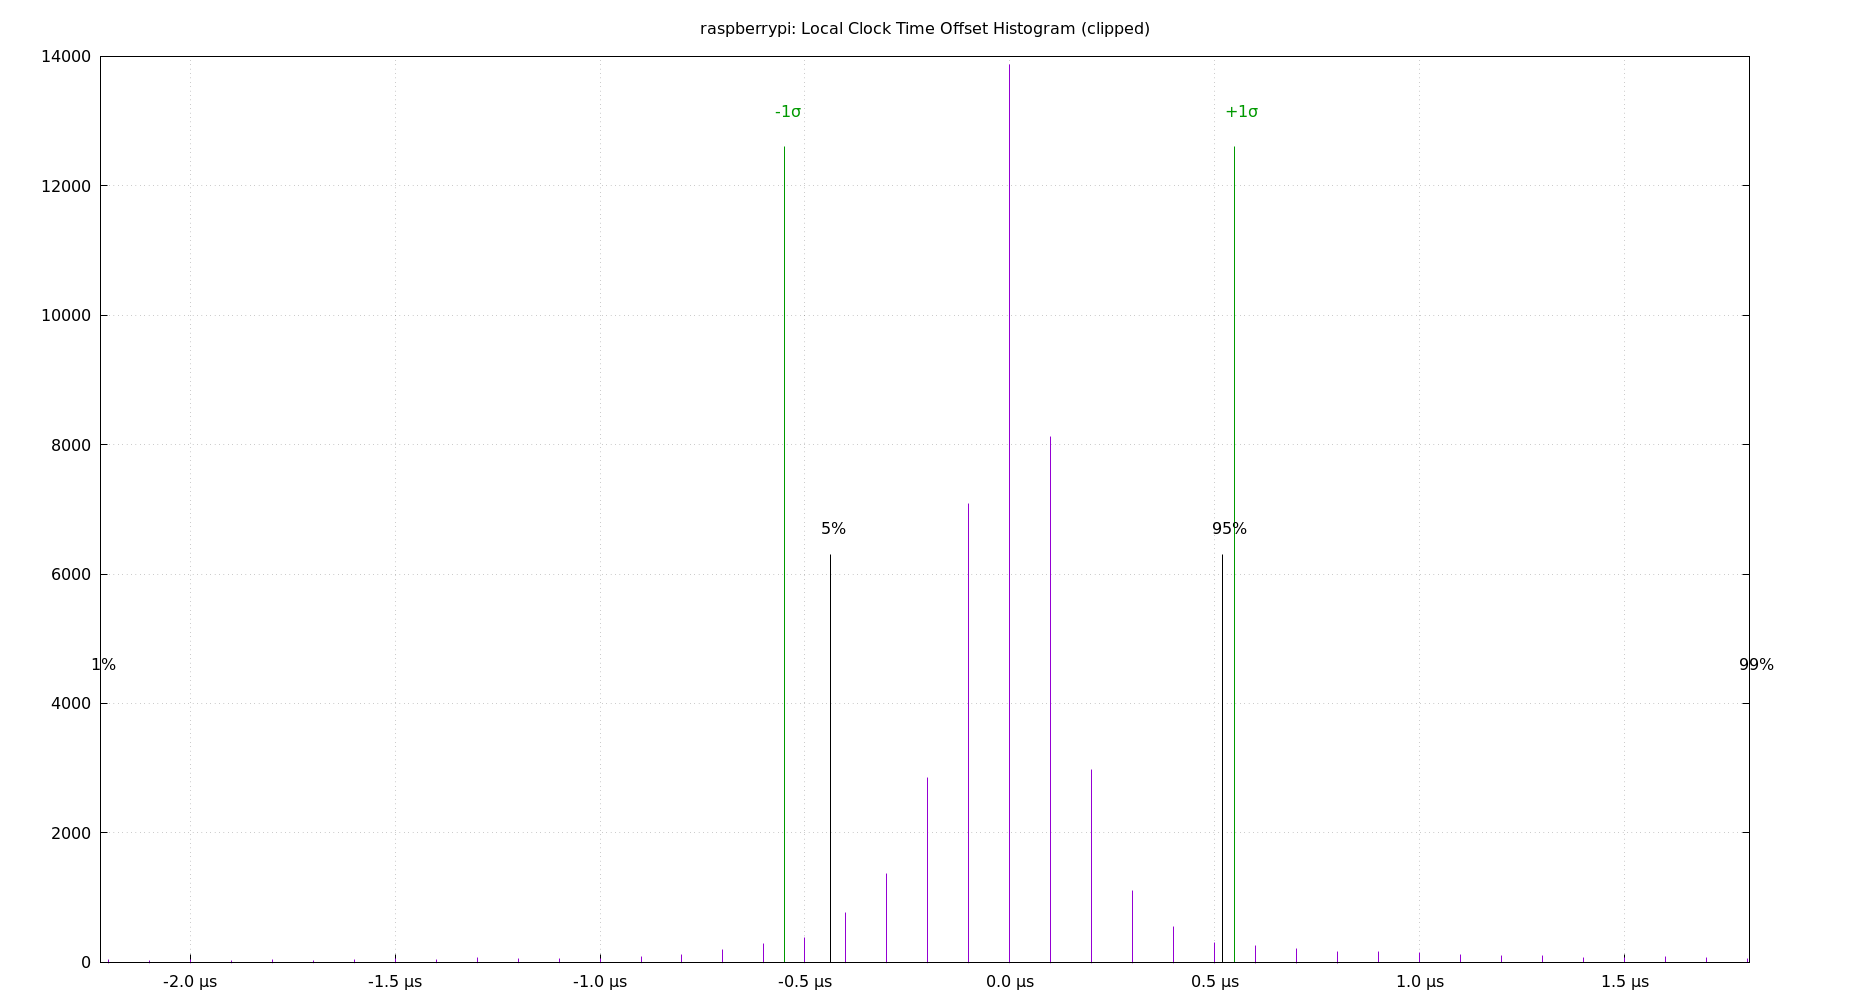 raspberrypi: Local Clock Time Offset Histogram (clipped)
14000
-1σ
+1σ
12000
10000
8000
5%
95%
6000
1%
99%
4000
2000
0
-2.0 µs
-1.5 µs
-1.0 µs
-0.5 µs
0.0 µs
0.5 µs
1.0 µs
1.5 µs